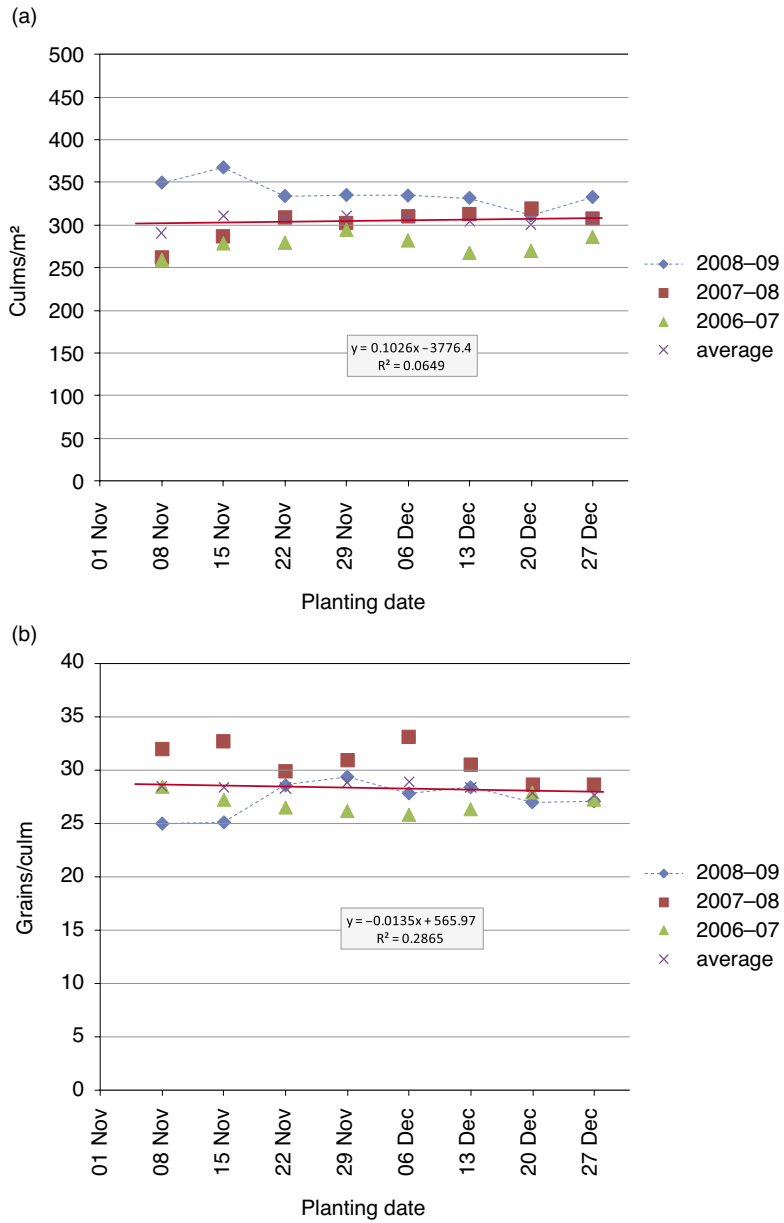 (a)
500
450
400
350
300
250
200
150
100
50
0
Culms/m²
y = 0.1026x – 3776.4
R² = 0.0649
01 Nov
08 Nov
15 Nov
22 Nov
29 Nov
06 Dec
13 Dec
20 Dec
27 Dec
Planting date
2008–09
2007–08
2006–07
average
(b)
40
35
30
25
20
15
10
5
0
Grains/culm
y = –0.0135x + 565.97
R² = 0.2865
01 Nov
08 Nov
15 Nov
22 Nov
29 Nov
06 Dec
13 Dec
20 Dec
27 Dec
Planting date
2008–09
2007–08
2006–07
average